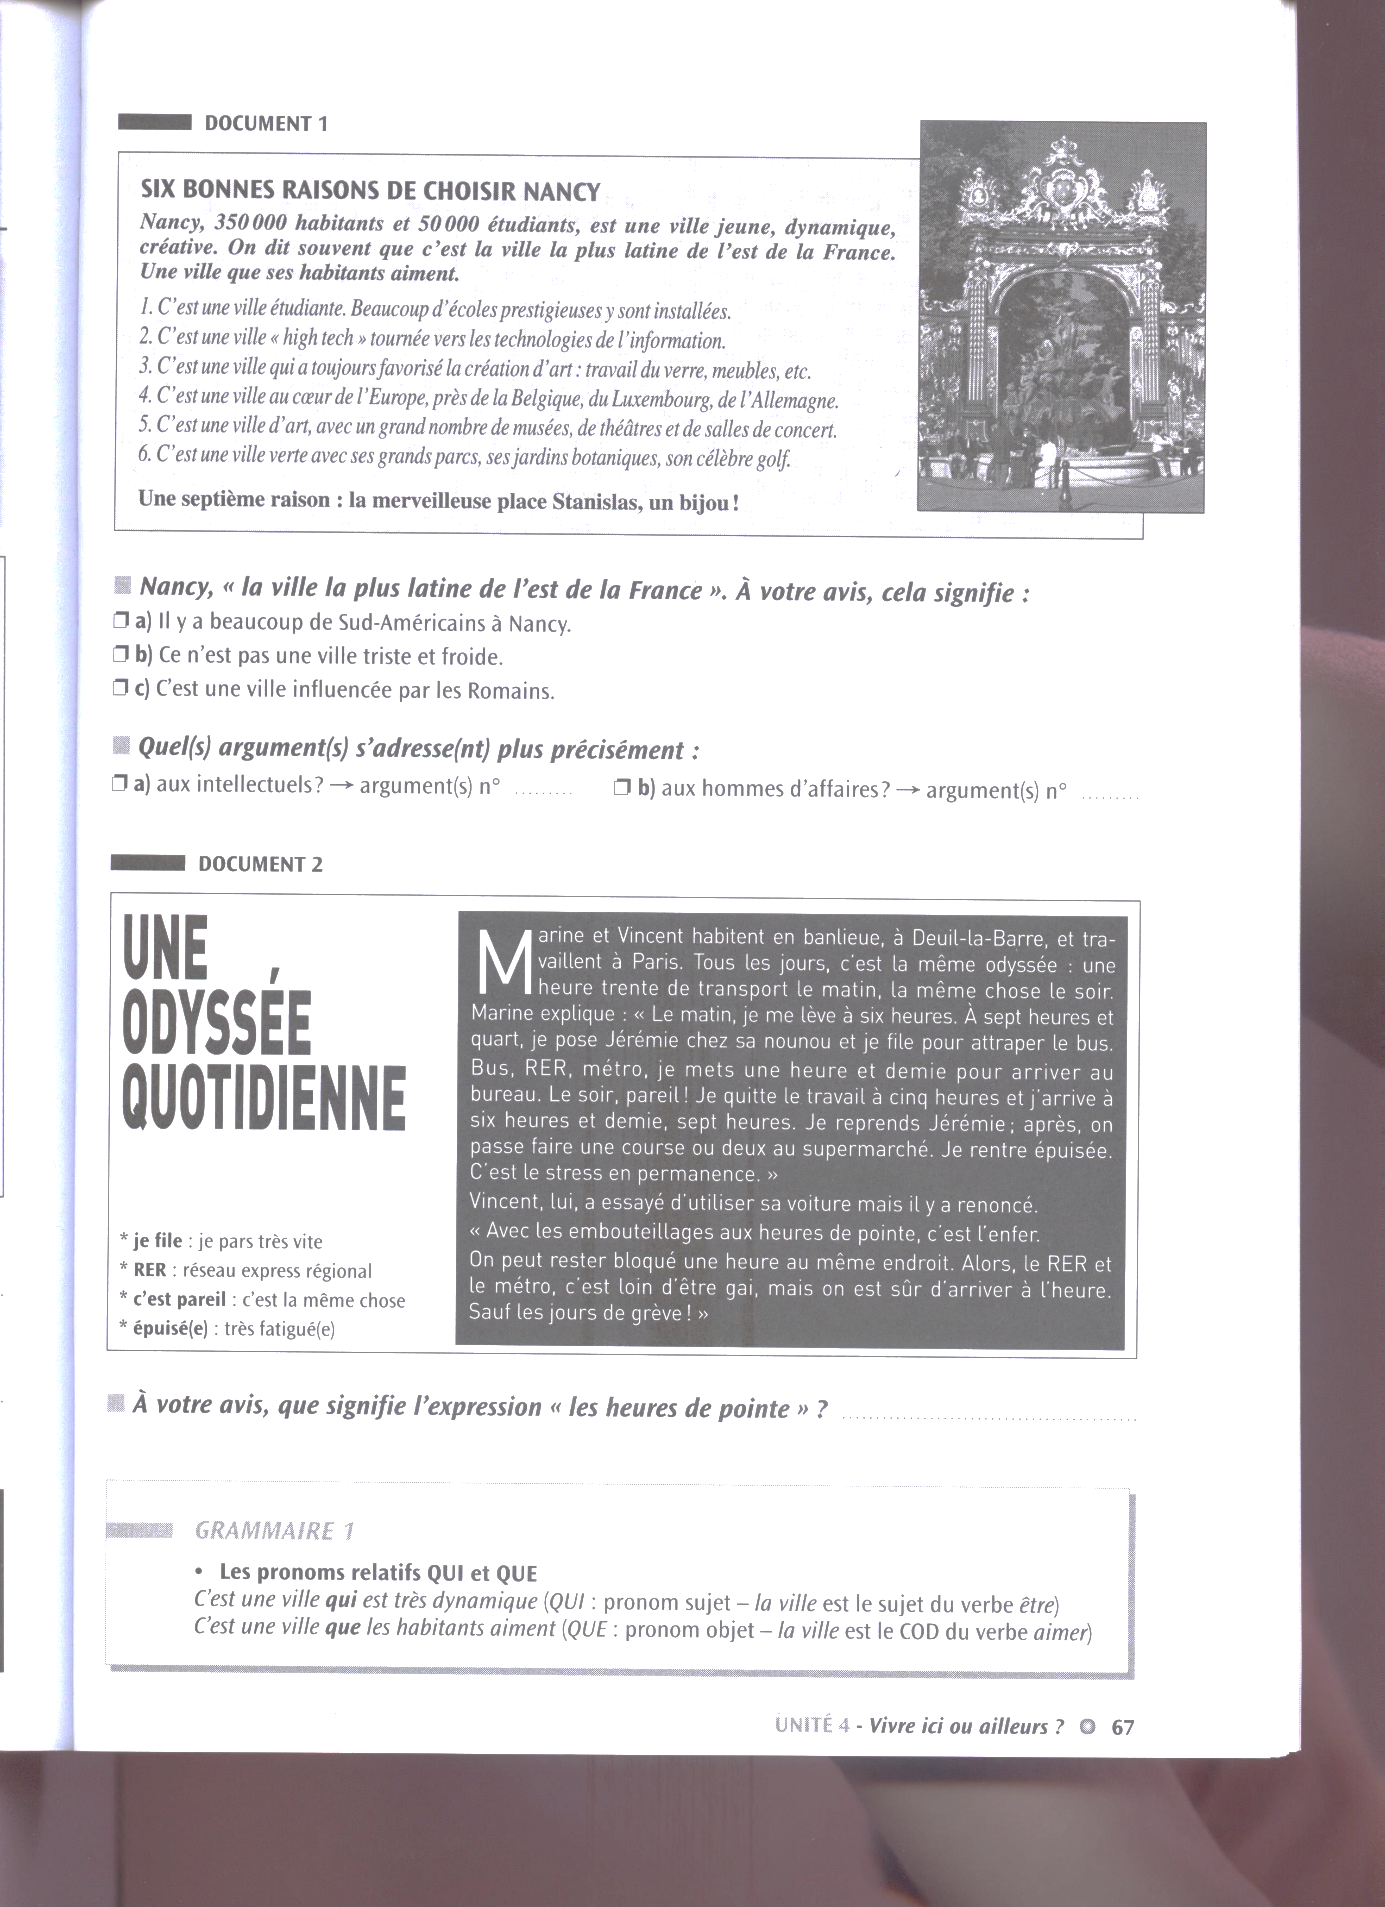 DOCUMENT 1
SIX BONNES RAISONS DE CHOISIR NANCY
Nancy, 350 000 habitants et 50 000 étudiants, est une ville jeune, dynamique,
créative. On dit souvent que c'est la ville la plus latine de l'est de la France.
Une ville que ses habitants aiment.
1. C'est une ville étudiante. Beaucoup d'écoles prestigieuses y sont installées.
2. C'est une ville « high tech » tournée vers les technologies de l'information.
3. C'est une ville qui a toujours favorisé la création d'art : travail du verre, meubles, etc.
4. C'est une ville au cœur de l'Europe, près de la Belgique, du Luxembourg, de l'Allemagne.
5. C'est une ville d'art, avec un grand nombre de musées, de théâtres et de salles de concert.
6. C'est une ville verte avec ses grands parcs, ses jardins botaniques, son célèbre golf.
Une septième raison : la merveilleuse place Stanislas, un bijou !
Nancy, « la ville la plus latine de l'est de la France ». À votre avis, cela signifie :
❒ a) Il y a beaucoup de Sud-Américains à Nancy.
❒ b) Ce n'est pas une ville triste et froide.
❒ c) C'est une ville influencée par les Romains.
Quel(s) argument(s) s'adresse(nt) plus précisément :
❒ a) aux intellectuels ? → argument(s) n° ......... ❒ b) aux hommes d'affaires ? → argument(s) n° .........
DOCUMENT 2
UNE
ODYSSÉE
QUOTIDIENNE
* je file : je pars très vite
* RER : réseau express régional
* c'est pareil : c'est la même chose
* épuisé(e) : très fatigué(e)
Marine et Vincent habitent en banlieue, à Deuil-la-Barre, et tra-
vaillent à Paris. Tous les jours, c'est la même odyssée : une
heure trente de transport le matin, la même chose le soir.
Marine explique : « Le matin, je me lève à six heures. À sept heures et
quart, je pose Jérémie chez sa nounou et je file pour attraper le bus.
Bus, RER, métro, je mets une heure et demie pour arriver au
bureau. Le soir, pareil ! Je quitte le travail à cinq heures et j'arrive à
six heures et demie, sept heures. Je reprends Jérémie ; après, on
passe faire une course ou deux au supermarché. Je rentre épuisée.
C'est le stress en permanence. »
Vincent, lui, a essayé d'utiliser sa voiture mais il y a renoncé.
« Avec les embouteillages aux heures de pointe, c'est l'enfer.
On peut rester bloqué une heure au même endroit. Alors, le RER et
le métro, c'est loin d'être gai, mais on est sûr d'arriver à l'heure.
Sauf les jours de grève ! »
À votre avis, que signifie l'expression « les heures de pointe » ? ............................................
GRAMMAIRE 1
• Les pronoms relatifs QUI et QUE
C'est une ville qui est très dynamique (QUI : pronom sujet – la ville est le sujet du verbe être)
C'est une ville que les habitants aiment (QUE : pronom objet – la ville est le COD du verbe aimer)
UNITÉ 4 - Vivre ici ou ailleurs ? 67